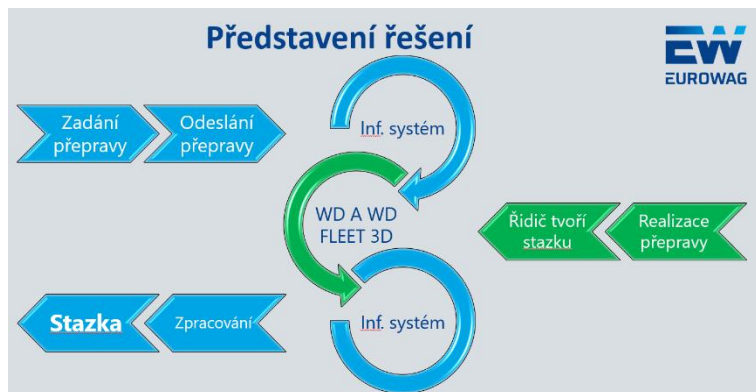 Představení řešení
EW
EUROWAG
Zadání
přepravy
Odeslání
přepravy
Inf. systém
WD A WD
FLEET 3D
Řidič tvoří
stazku
Realizace
přepravy
Stazka
Zpracování
Inf. systém